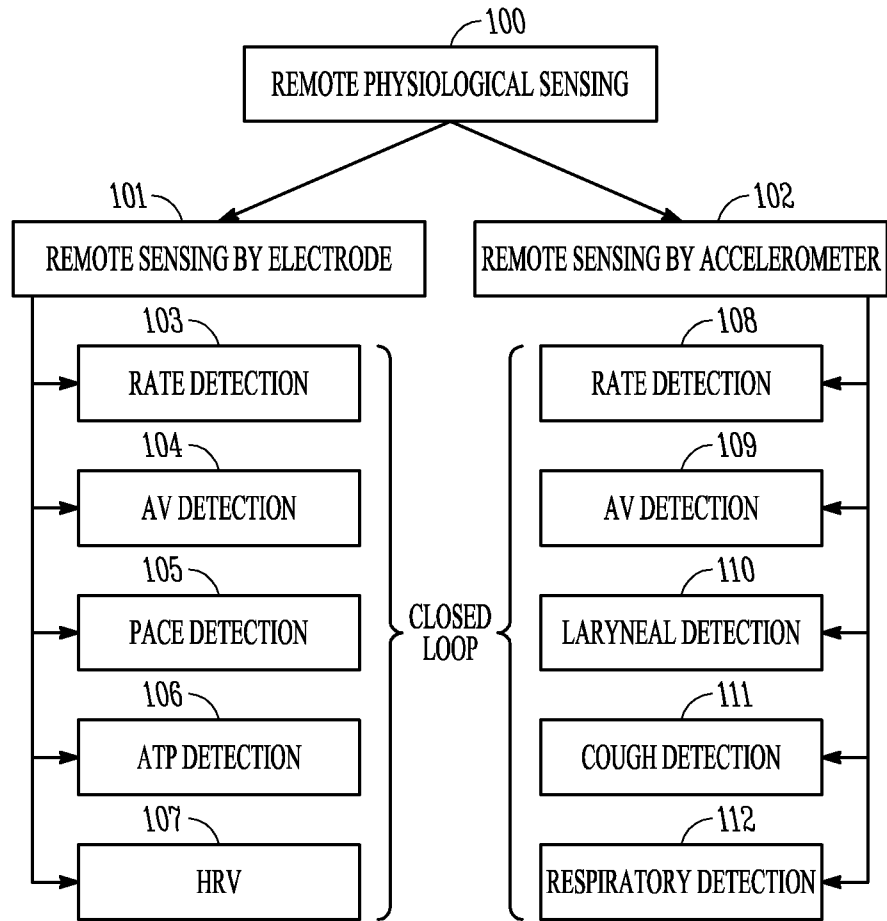 100
REMOTE PHYSIOLOGICAL SENSING
101
REMOTE SENSING BY ELECTRODE
102
REMOTE SENSING BY ACCELEROMETER
103
RATE DETECTION
104
AV DETECTION
105
PACE DETECTION
106
ATP DETECTION
107
HRV
CLOSED
LOOP
108
RATE DETECTION
109
AV DETECTION
110
LARYNEAL DETECTION
111
COUGH DETECTION
112
RESPIRATORY DETECTION